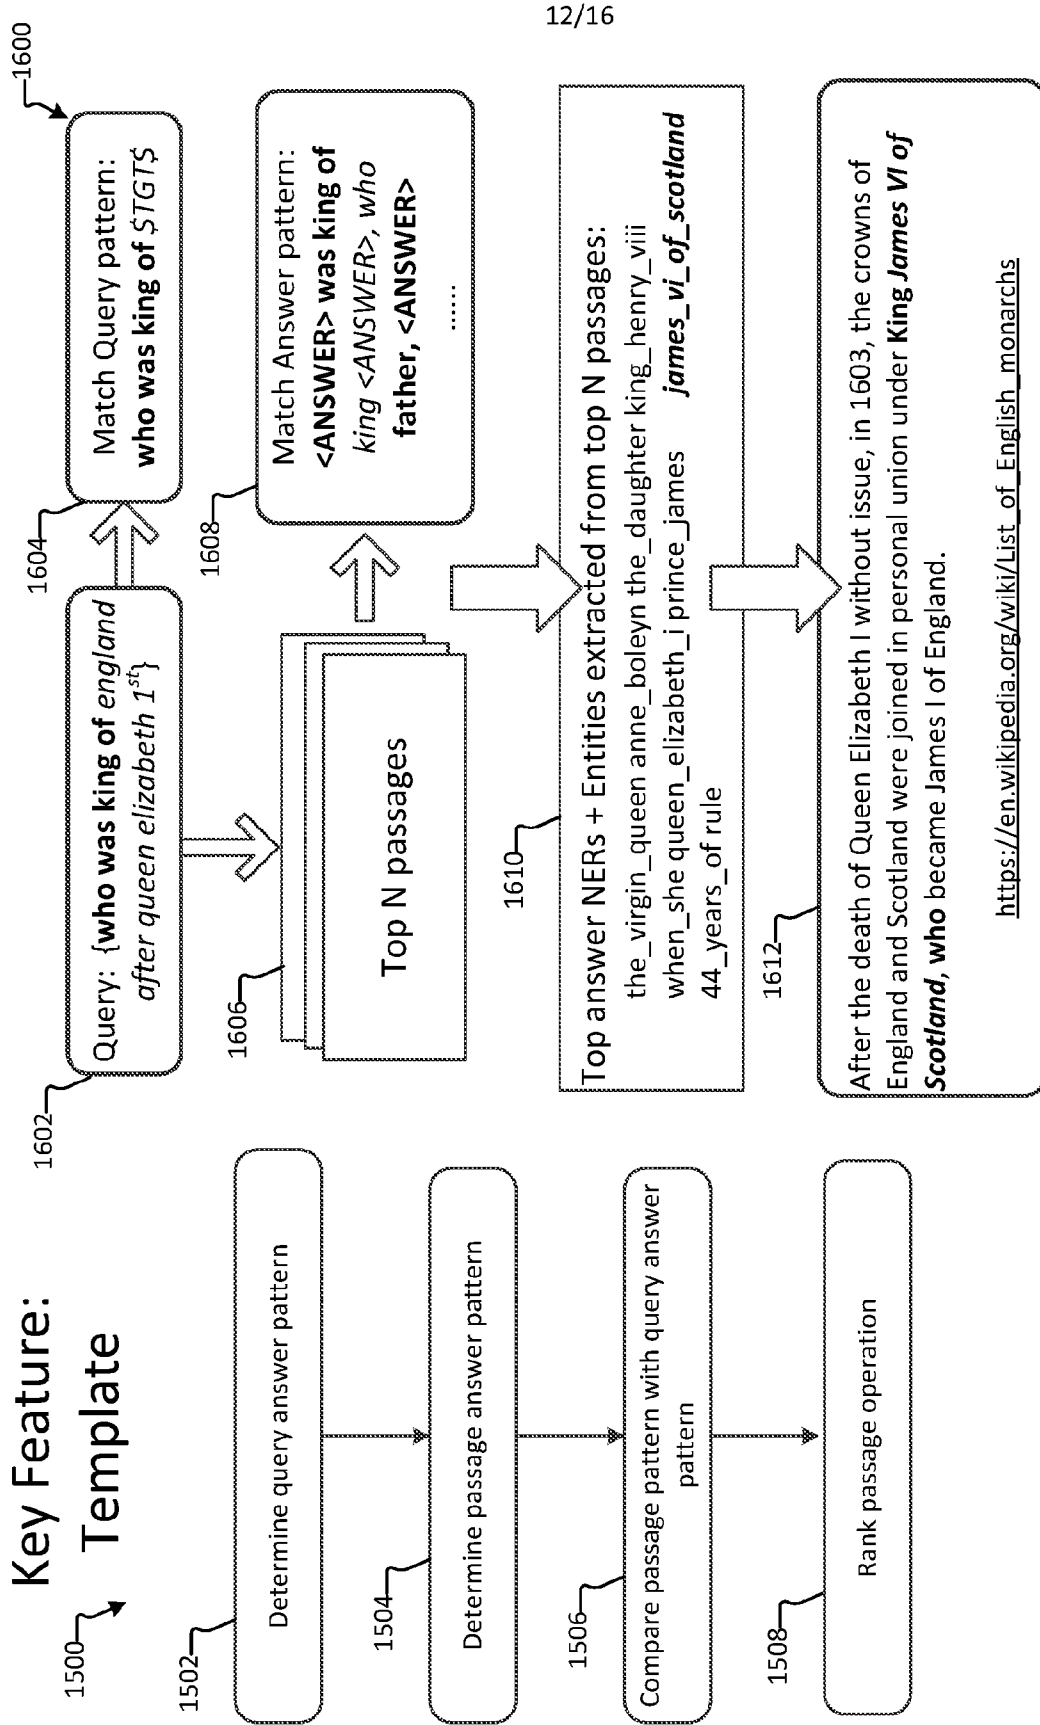 12/16
Key Feature:
Template
1500
1502
Determine query answer pattern
1504
Determine passage answer pattern
1506
Compare passage pattern with query answer
pattern
1508
Rank passage operation
1600
1602
Query: {who was king of england
after queen elizabeth 1st}
1604
Match Query pattern:
who was king of $TGT$
1606
Top N passages
1608
Match Answer pattern:
<ANSWER> was king of
king <ANSWER>, who
father, <ANSWER>
......
1610
Top answer NERs + Entities extracted from top N passages:
the_virgin_queen anne_boleyn the_daughter king_henry_viii
when_she queen_elizabeth_i prince_james james_vi_of_scotland
44_years_of rule
1612
After the death of Queen Elizabeth I without issue, in 1603, the crowns of
England and Scotland were joined in personal union under King James VI of
Scotland, who became James I of England.
https://en.wikipedia.org/wiki/List_of_English_monarchs